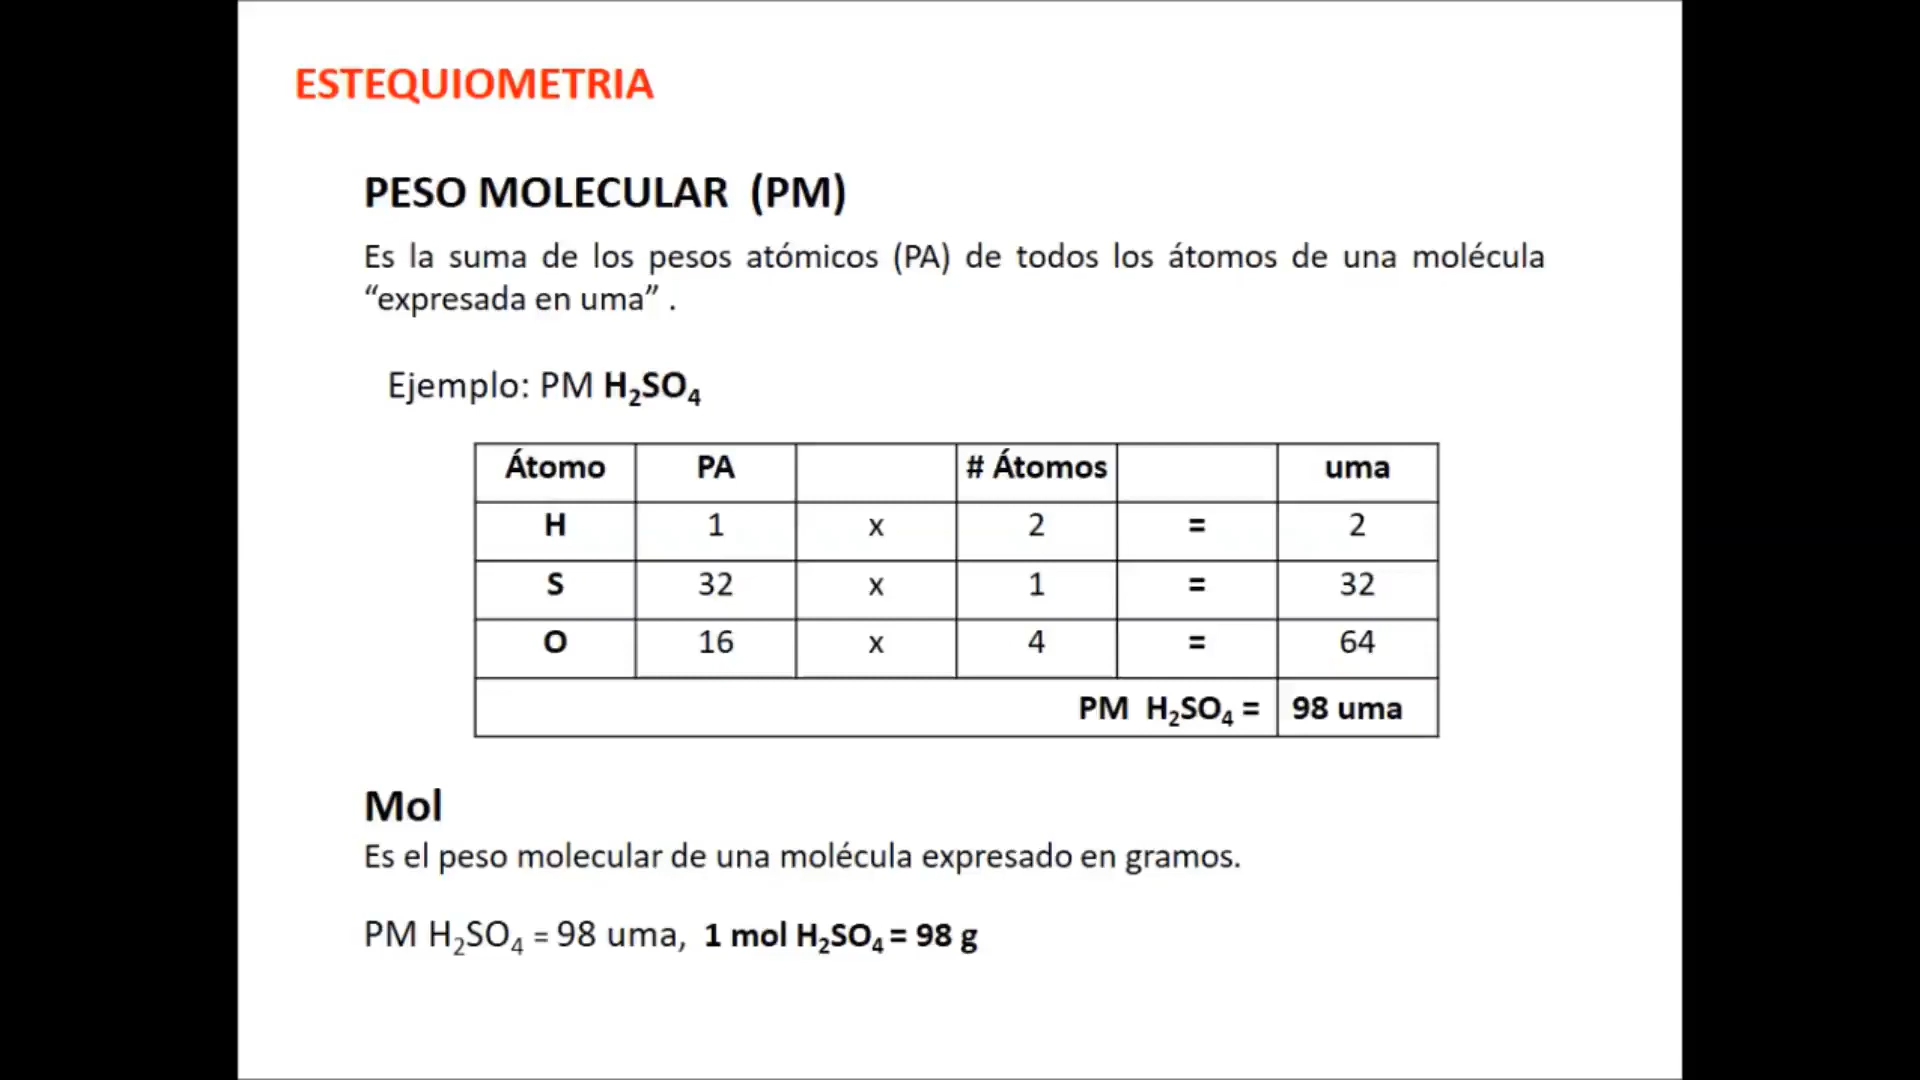 ESTEQUIOMETRIA
PESO MOLECULAR (PM)
Es la suma de los pesos atómicos (PA) de todos los átomos de una molécula
“expresada en uma” .
Ejemplo: PM H₂SO₄
Átomo PA # Átomos uma
H 1 x 2 = 2
S 32 x 1 = 32
O 16 x 4 = 64
PM H₂SO₄ = 98 uma
Mol
Es el peso molecular de una molécula expresado en gramos.
PM H₂SO₄ = 98 uma, 1 mol H₂SO₄ = 98 g